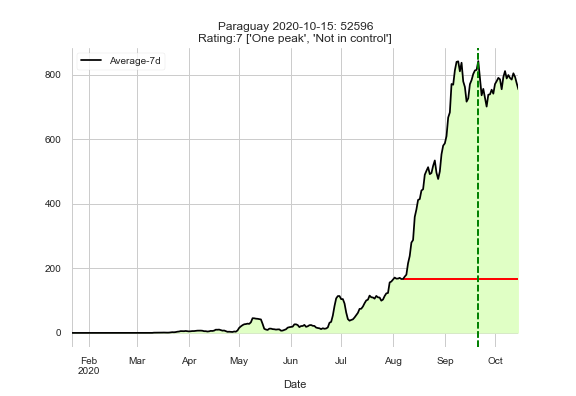 Paraguay 2020-10-15: 52596
Rating:7 ['One peak', 'Not in control']
Average-7d
800
600
400
200
0
Feb Mar Apr May Jun Jul Aug Sep Oct
2020
Date